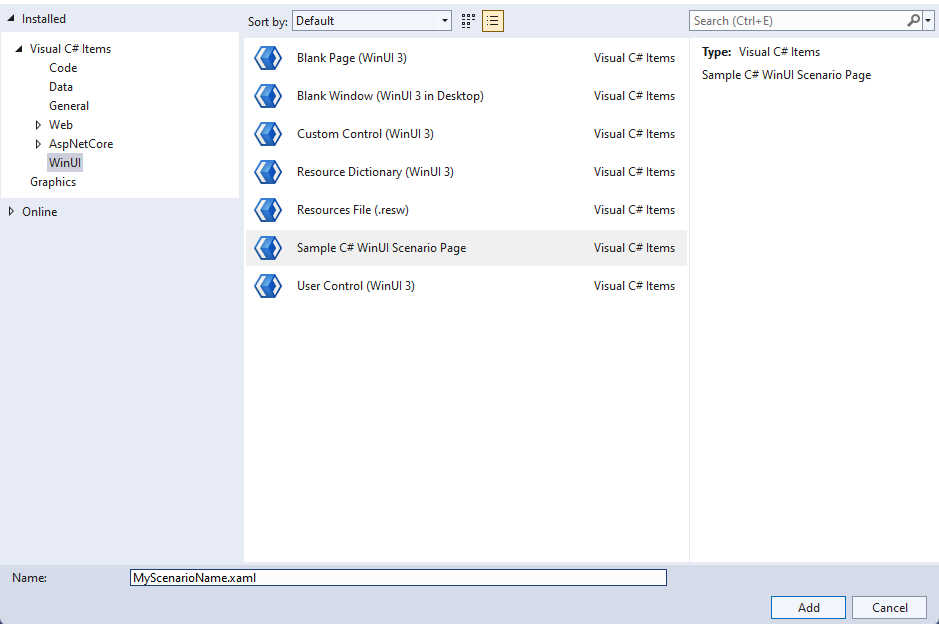 Installed
Sort by: Default
Search (Ctrl+E)
Visual C# Items
Code
Data
General
Web
AspNetCore
WinUI
Graphics
Online
Blank Page (WinUI 3) Visual C# Items
Blank Window (WinUI 3 in Desktop) Visual C# Items
Custom Control (WinUI 3) Visual C# Items
Resource Dictionary (WinUI 3) Visual C# Items
Resources File (.resw) Visual C# Items
Sample C# WinUI Scenario Page Visual C# Items
User Control (WinUI 3) Visual C# Items
Type: Visual C# Items
Sample C# WinUI Scenario Page
Name: MyScenarioName.xaml
Add Cancel